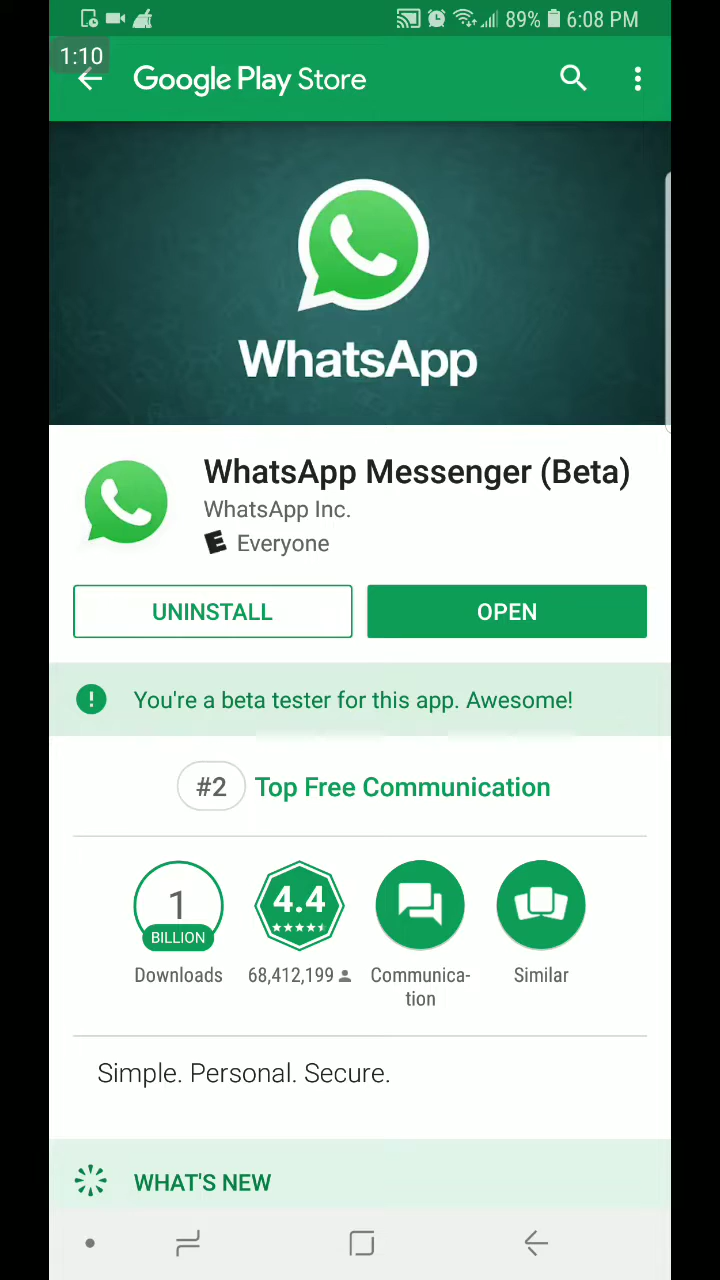 89% 6:08 PM
1:10
Google Play Store
WhatsApp
WhatsApp Messenger (Beta)
WhatsApp Inc.
E Everyone
UNINSTALL OPEN
! You're a beta tester for this app. Awesome!
#2 Top Free Communication
1 4.4
BILLION
Downloads 68,412,199 Communica- Similar
tion
Simple. Personal. Secure.
WHAT'S NEW